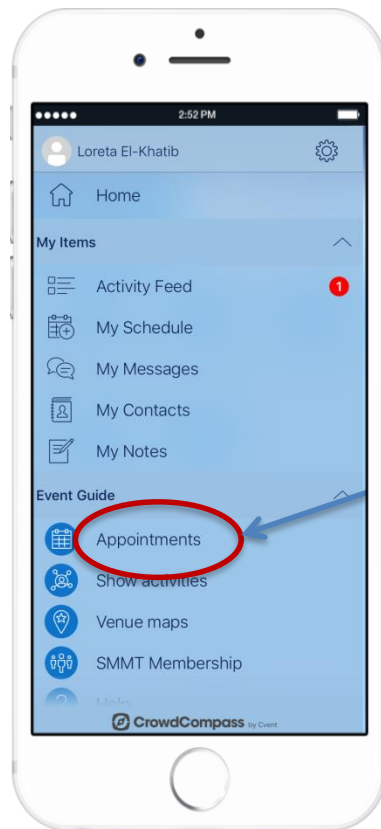 2:52 PM
Loreta El-Khatib
Home
My Items
Activity Feed
1
My Schedule
My Messages
My Contacts
My Notes
Event Guide
Appointments
Show activities
Venue maps
SMMT Membership
Help
CrowdCompass by Cvent